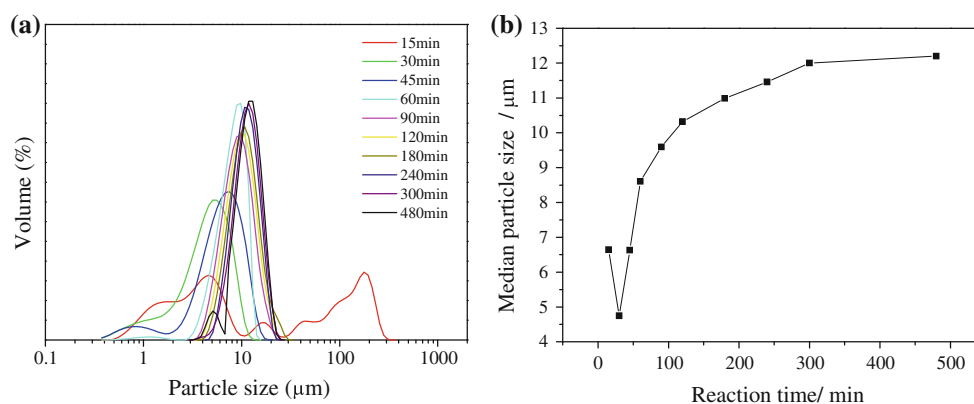 (a)
Volume (%)
15min
30min
45min
60min
90min
120min
180min
240min
300min
480min
0.1 1 10 100 1000
Particle size (μm)
(b)
Median particle size / μm
13
12
11
10
9
8
7
6
5
4
0 100 200 300 400 500
Reaction time/ min